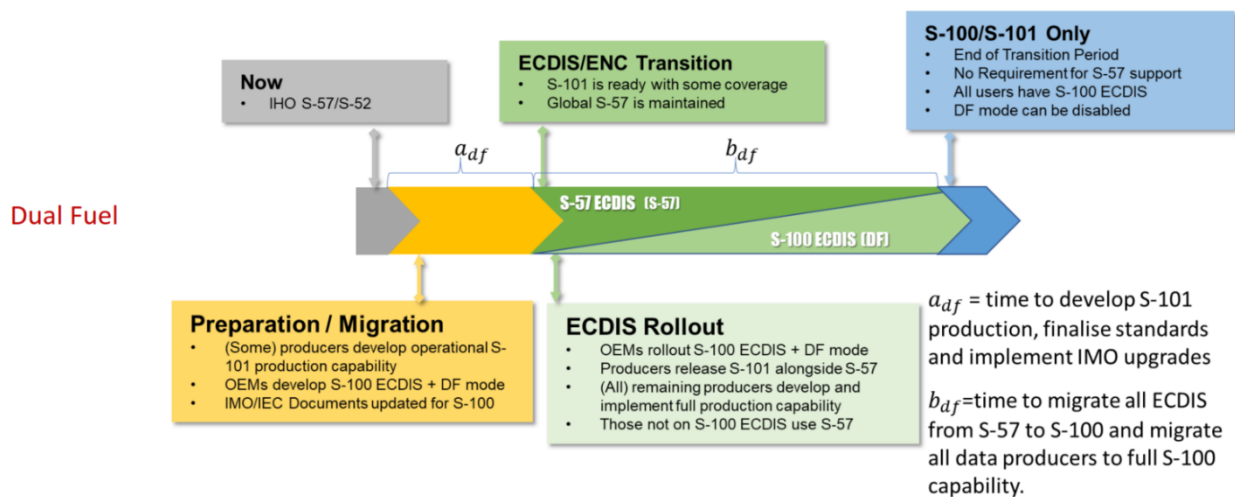 Dual Fuel
Now
• IHO S-57/S-52
ECDIS/ENC Transition
• S-101 is ready with some coverage
• Global S-57 is maintained
S-100/S-101 Only
• End of Transition Period
• No Requirement for S-57 support
• All users have S-100 ECDIS
• DF mode can be disabled
a_df
b_df
S-57 ECDIS (S-57)
S-100 ECDIS (DF)
Preparation / Migration
• (Some) producers develop operational S-
101 production capability
• OEMs develop S-100 ECDIS + DF mode
• IMO/IEC Documents updated for S-100
ECDIS Rollout
• OEMs rollout S-100 ECDIS + DF mode
• Producers release S-101 alongside S-57
• (All) remaining producers develop and
implement full production capability
• Those not on S-100 ECDIS use S-57
a_df = time to develop S-101
production, finalise standards
and implement IMO upgrades
b_df=time to migrate all ECDIS
from S-57 to S-100 and migrate
all data producers to full S-100
capability.